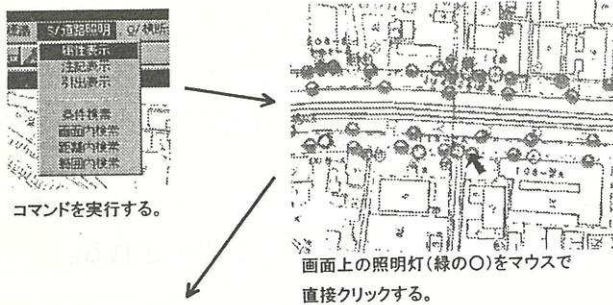 S/道路照明
属性表示
注記表示
引出表示
条件検索
画面内検索
距離内検索
範囲内検索
コマンドを実行する。
画面上の照明灯(緑の○)をマウスで
直接クリックする。